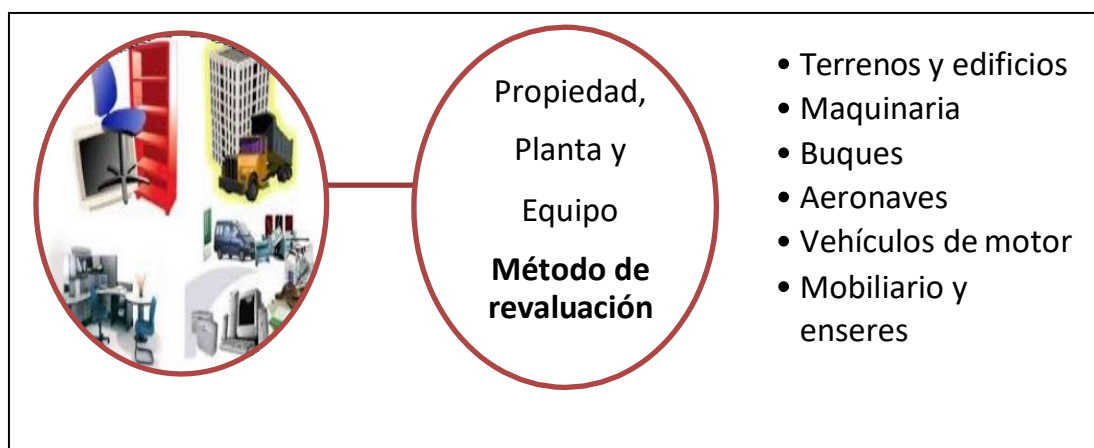 Propiedad,
Planta y
Equipo
Método de
revaluación
• Terrenos y edificios
• Maquinaria
• Buques
• Aeronaves
• Vehículos de motor
• Mobiliario y
enseres